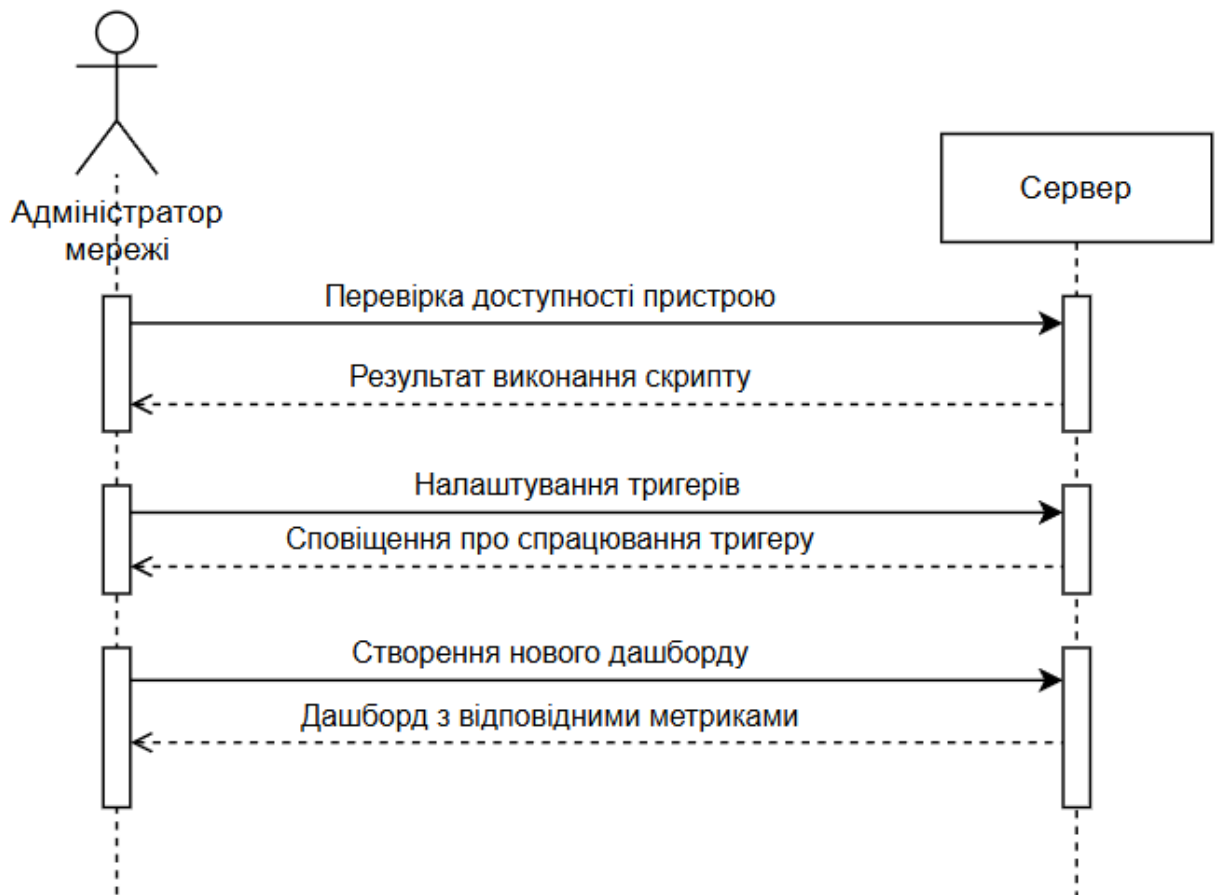 Адміністратор
мережі
Сервер
Перевірка доступності пристрою
Результат виконання скрипту
Налаштування тригерів
Сповіщення про спрацювання тригеру
Створення нового дашборду
Дашборд з відповідними метриками